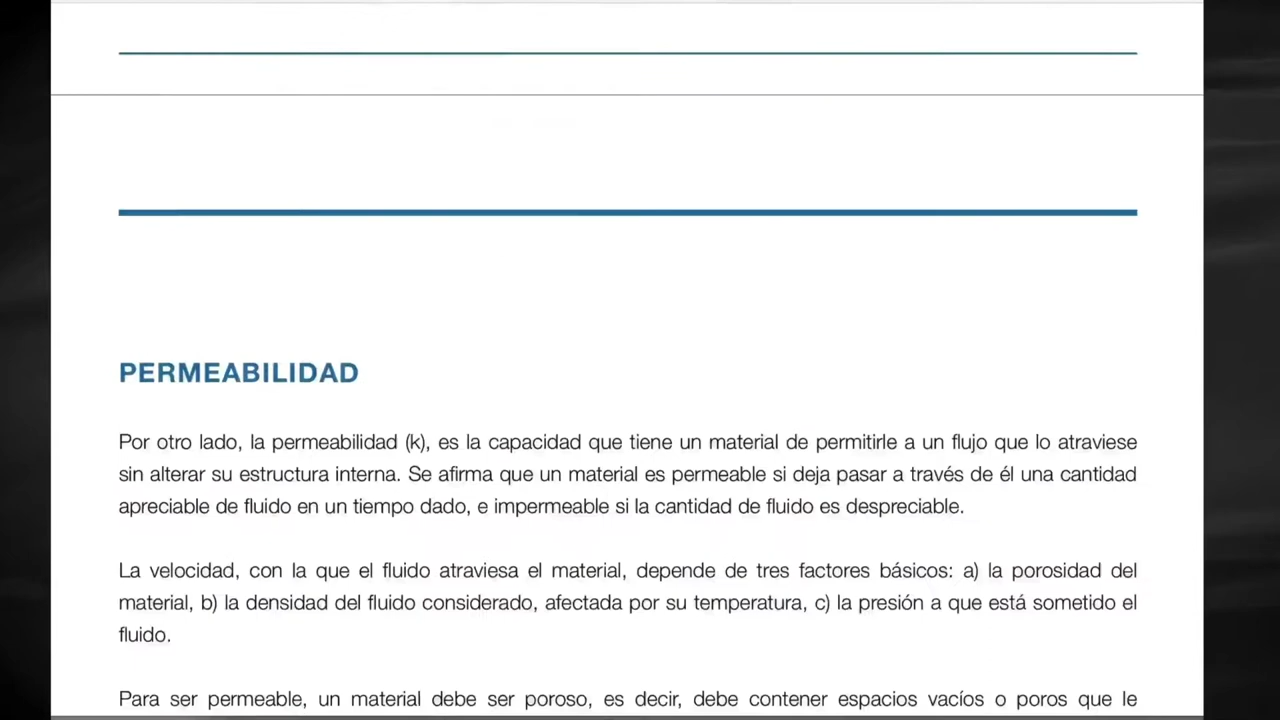 PERMEABILIDAD
Por otro lado, la permeabilidad (k), es la capacidad que tiene un material de permitirle a un flujo que lo atraviese
sin alterar su estructura interna. Se afirma que un material es permeable si deja pasar a través de él una cantidad
apreciable de fluido en un tiempo dado, e impermeable si la cantidad de fluido es despreciable.
La velocidad, con la que el fluido atraviesa el material, depende de tres factores básicos: a) la porosidad del
material, b) la densidad del fluido considerado, afectada por su temperatura, c) la presión a que está sometido el
fluido.
Para ser permeable, un material debe ser poroso, es decir, debe contener espacios vacíos o poros que le